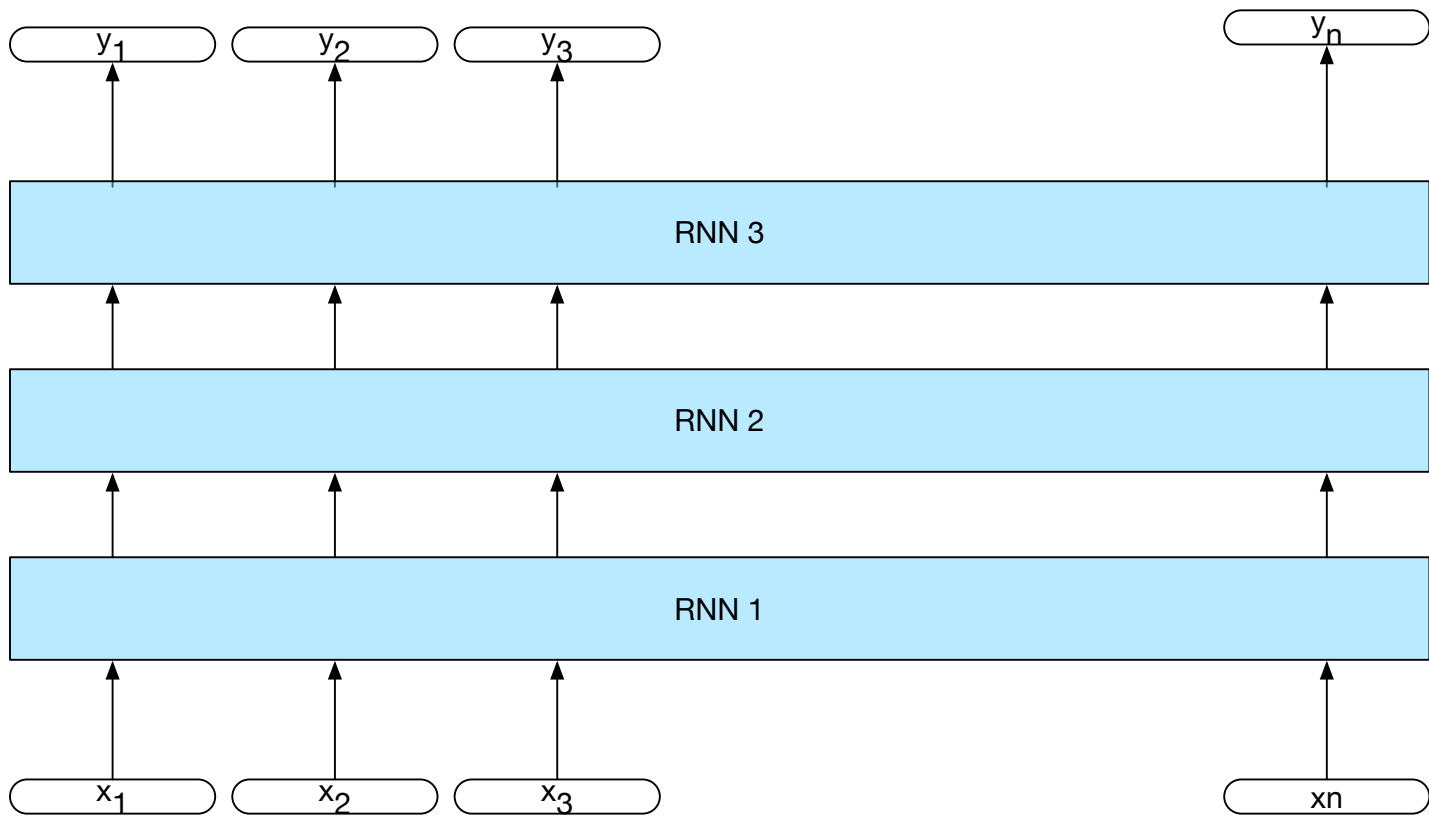 y₁ y₂ y₃ yₙ
RNN 3
RNN 2
RNN 1
x₁ x₂ x₃ xn